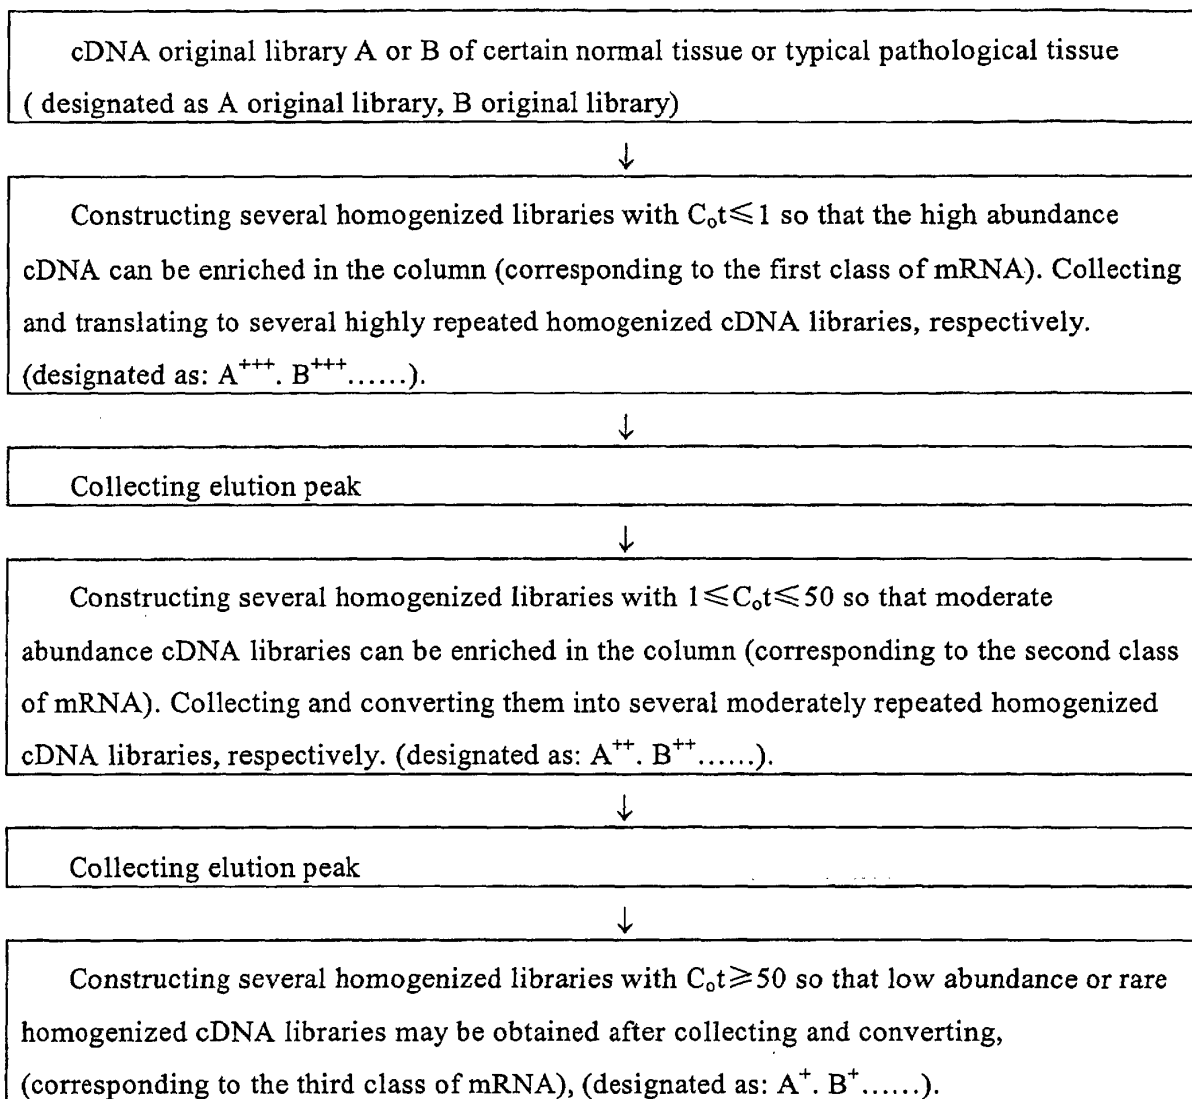 cDNA original library A or B of certain normal tissue or typical pathological tissue
( designated as A original library, B original library)
↓
Constructing several homogenized libraries with C₀t≤1 so that the high abundance
cDNA can be enriched in the column (corresponding to the first class of mRNA). Collecting
and translating to several highly repeated homogenized cDNA libraries, respectively.
(designated as: A⁺⁺⁺. B⁺⁺⁺......).
↓
Collecting elution peak
↓
Constructing several homogenized libraries with 1≤C₀t≤50 so that moderate
abundance cDNA libraries can be enriched in the column (corresponding to the second class
of mRNA). Collecting and converting them into several moderately repeated homogenized
cDNA libraries, respectively. (designated as: A⁺⁺. B⁺⁺......).
↓
Collecting elution peak
↓
Constructing several homogenized libraries with C₀t≥50 so that low abundance or rare
homogenized cDNA libraries may be obtained after collecting and converting,
(corresponding to the third class of mRNA), (designated as: A⁺. B⁺......).